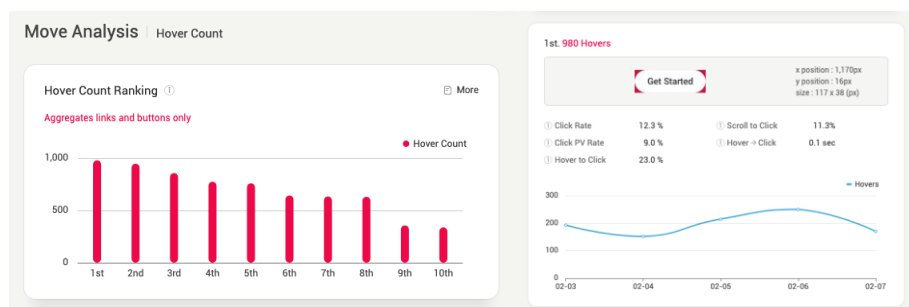 Move Analysis | Hover Count
Hover Count Ranking
More
Aggregates links and buttons only
Hover Count
1,000
500
0
1st 2nd 3rd 4th 5th 6th 7th 8th 9th 10th
1st. 980 Hovers
Get Started
x position : 1,170px
y position : 16px
size : 117 x 38 (px)
Click Rate 12.3 % Scroll to Click 11.3%
Click PV Rate 9.0 % Hover → Click 0.1 sec
Hover to Click 23.0 %
Hovers
300
200
100
0
02-03 02-04 02-05 02-06 02-07